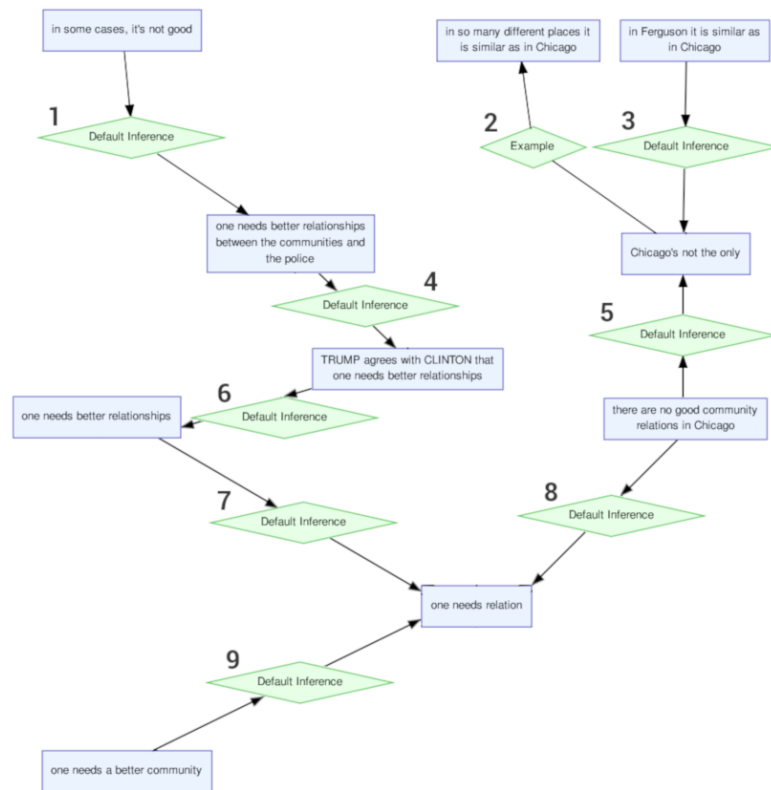 in some cases, it's not good
in so many different places it
is similar as in Chicago
in Ferguson it is similar as
in Chicago
1
Default Inference
2
Example
3
Default Inference
one needs better relationships
between the communities and
the police
Chicago's not the only
4
Default Inference
5
Default Inference
TRUMP agrees with CLINTON that
one needs better relationships
6
Default Inference
one needs better relationships
there are no good community
relations in Chicago
7
Default Inference
8
Default Inference
one needs relation
9
Default Inference
one needs a better community